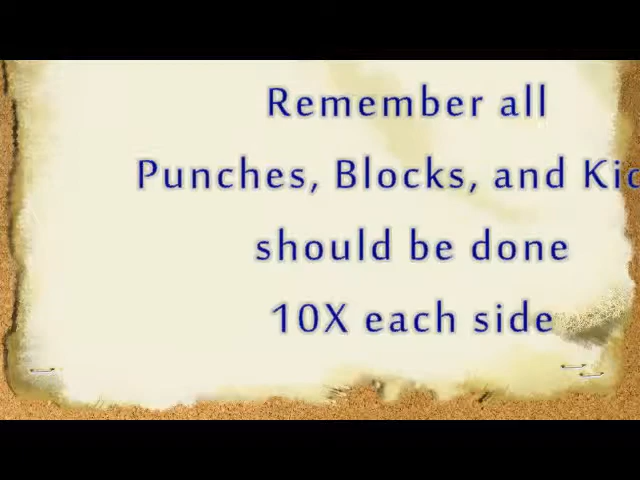 Remember all
Punches, Blocks, and
should be done
10X each side